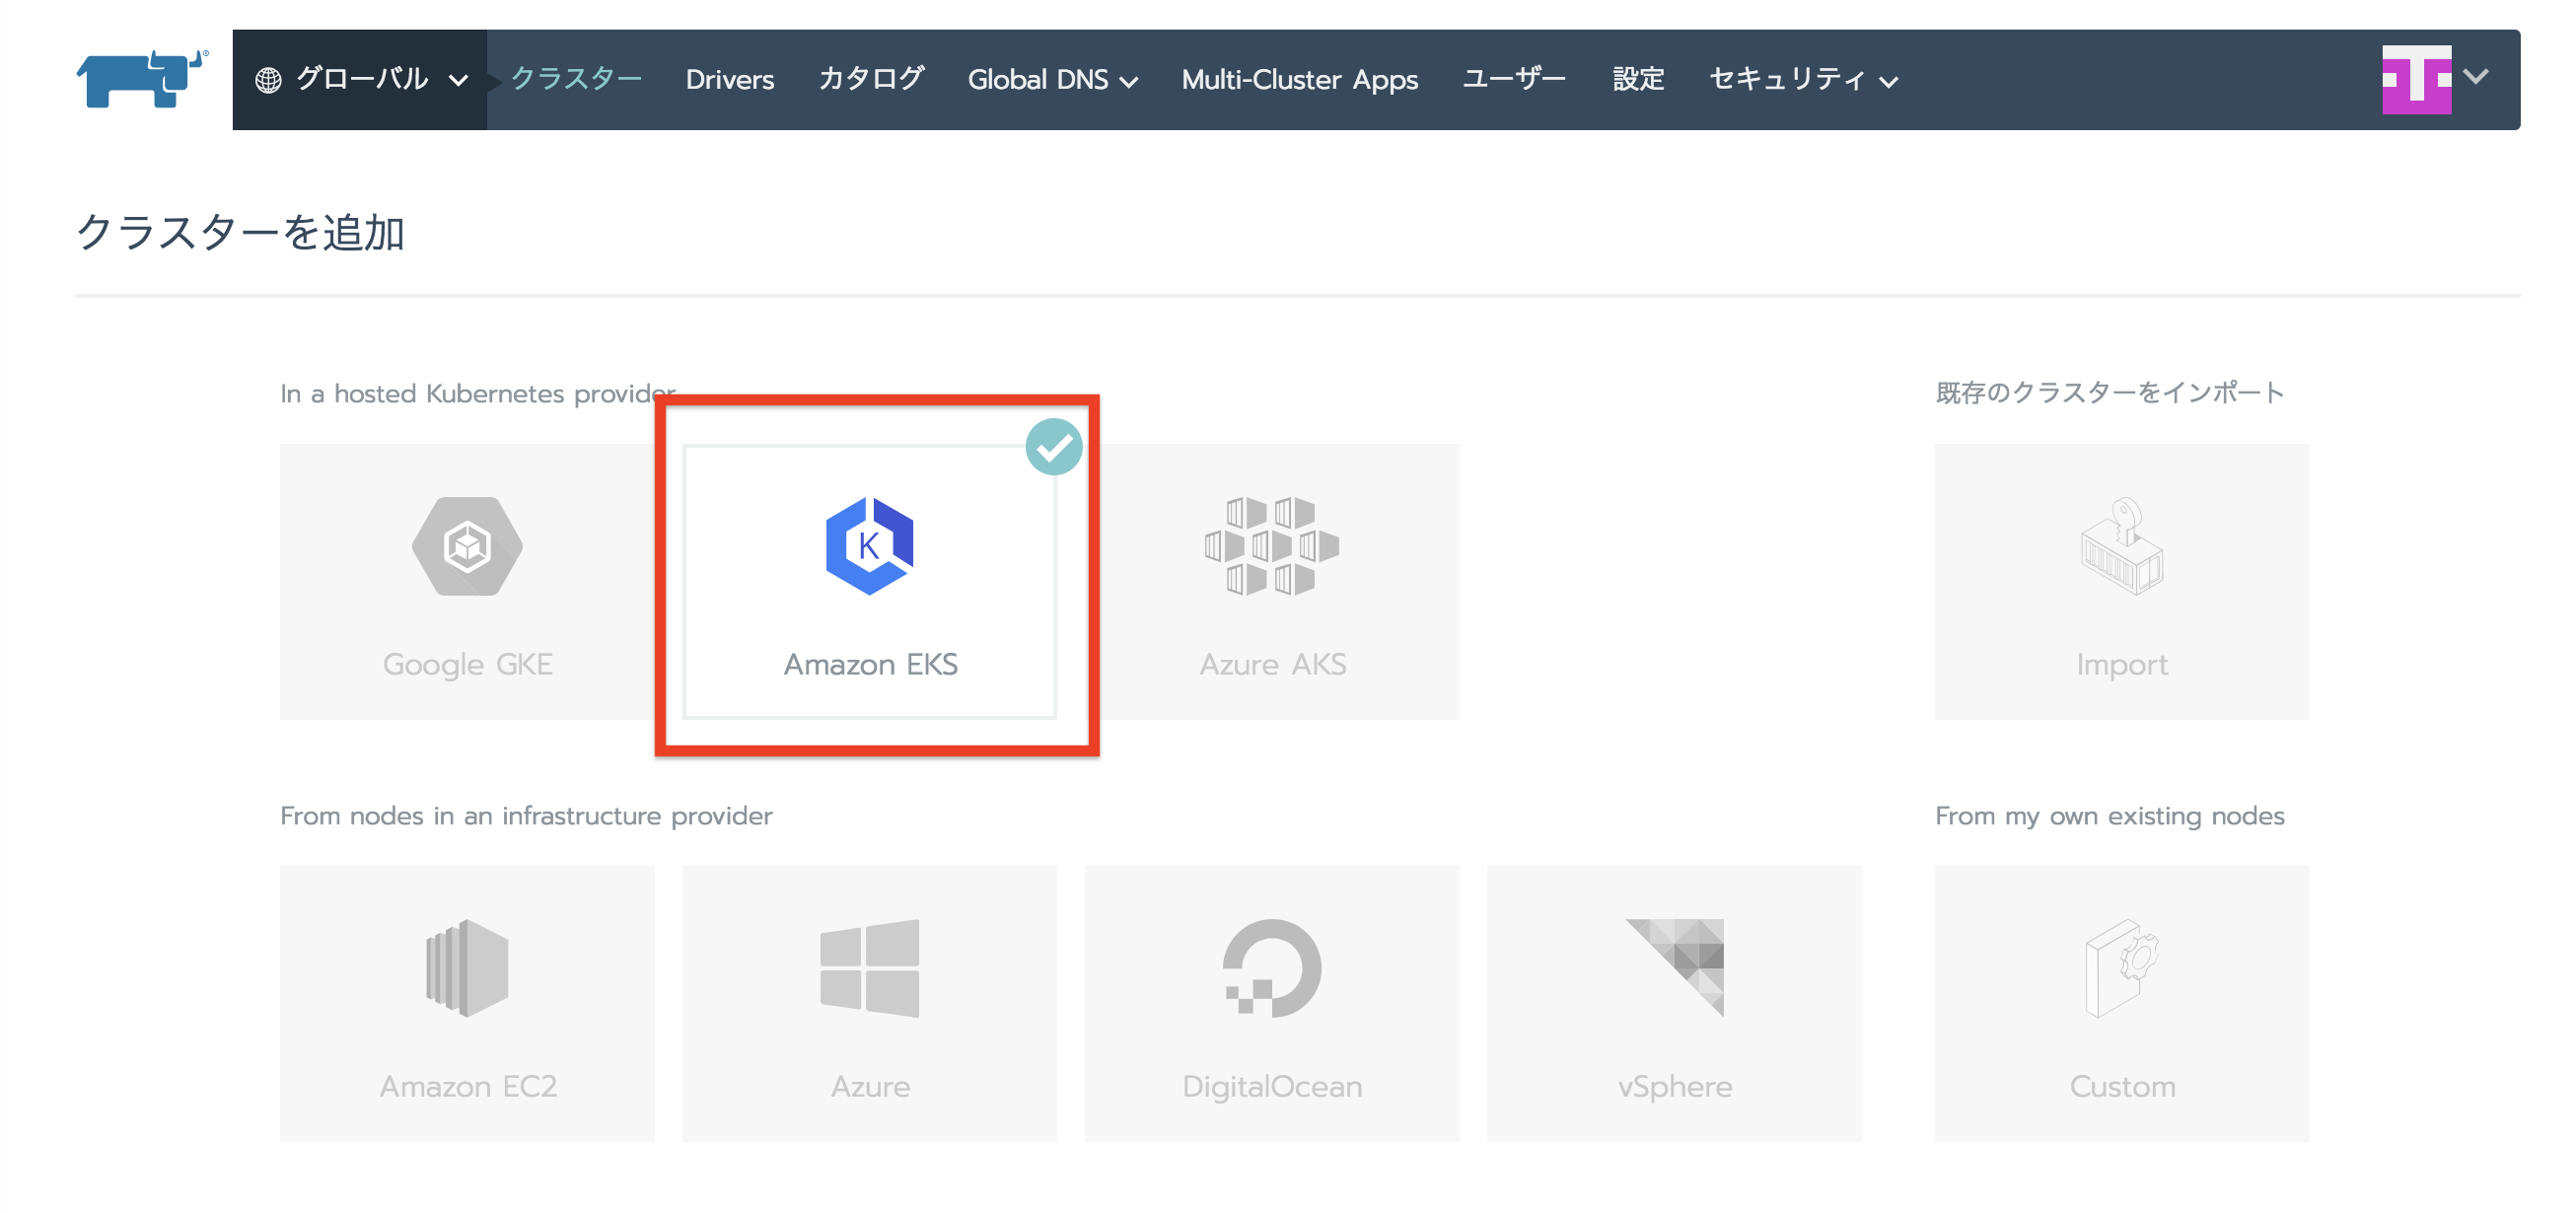 グローバル クラスター Drivers カタログ Global DNS Multi-Cluster Apps ユーザー 設定 セキュリティ
クラスターを追加
In a hosted Kubernetes provider 既存のクラスターをインポート
K
Google GKE Amazon EKS Azure AKS Import
From nodes in an infrastructure provider From my own existing nodes
Amazon EC2 Azure DigitalOcean vSphere Custom